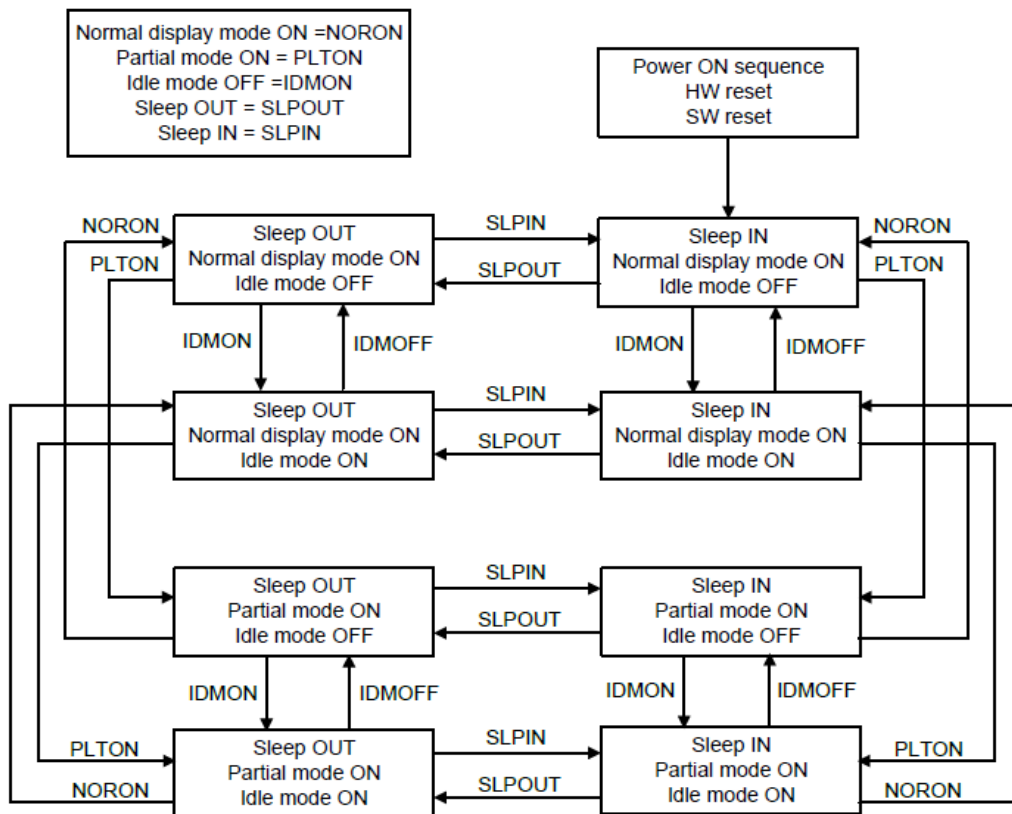 Normal display mode ON =NORON
Partial mode ON = PLTON
Idle mode OFF =IDMON
Sleep OUT = SLPOUT
Sleep IN = SLPIN
Power ON sequence
HW reset
SW reset
NORON
PLTON
Sleep OUT
Normal display mode ON
Idle mode OFF
SLPIN
SLPOUT
Sleep IN
Normal display mode ON
Idle mode OFF
NORON
PLTON
IDMON
IDMOFF
IDMON
IDMOFF
Sleep OUT
Normal display mode ON
Idle mode ON
SLPIN
SLPOUT
Sleep IN
Normal display mode ON
Idle mode ON
Sleep OUT
Partial mode ON
Idle mode OFF
SLPIN
SLPOUT
Sleep IN
Partial mode ON
Idle mode OFF
IDMON
IDMOFF
IDMON
IDMOFF
PLTON
NORON
Sleep OUT
Partial mode ON
Idle mode ON
SLPIN
SLPOUT
Sleep IN
Partial mode ON
Idle mode ON
PLTON
NORON